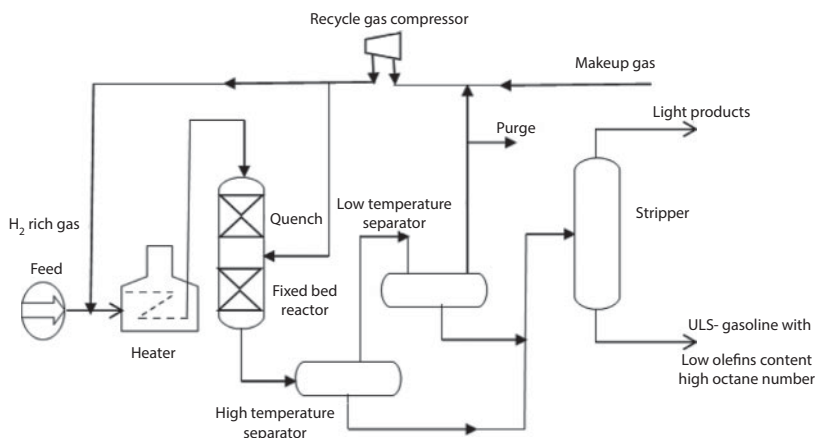 Recycle gas compressor
Makeup gas
Light products
Purge
H₂ rich gas
Quench
Low temperature
separator
Stripper
Feed
Fixed bed
reactor
Heater
ULS- gasoline with
Low olefins content
high octane number
High temperature
separator